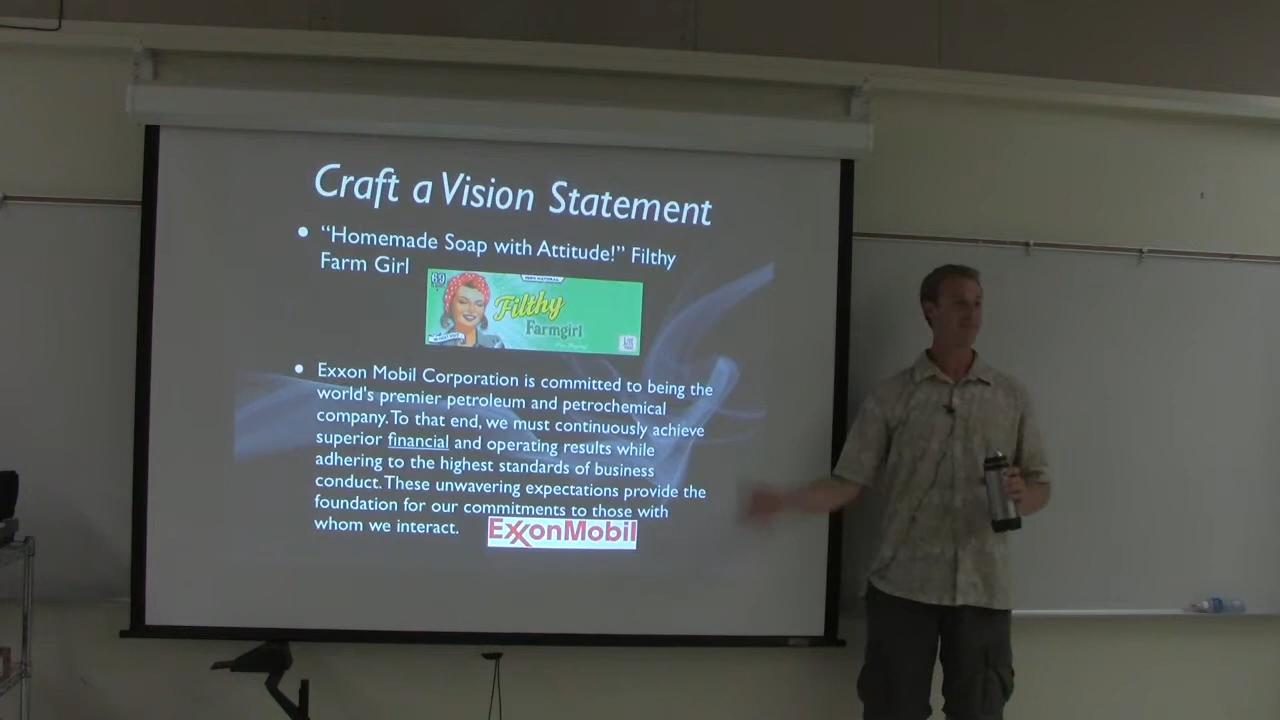 Craft a Vision Statement
• “Homemade Soap with Attitude!” Filthy
Farm Girl
Filthy
Farmgirl
• Exxon Mobil Corporation is committed to being the
world's premier petroleum and petrochemical
company. To that end, we must continuously achieve
superior financial and operating results while
adhering to the highest standards of business
conduct. These unwavering expectations provide the
foundation for our commitments to those with
whom we interact.
ExxonMobil